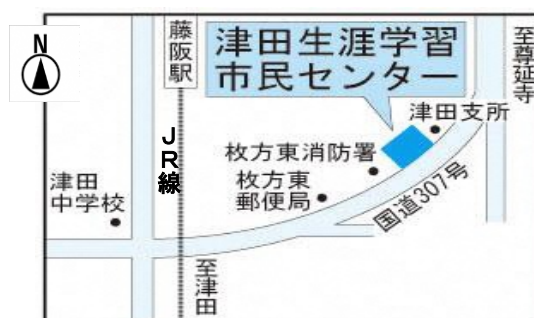 N
藤阪駅
津田生涯学習
市民センター
至尊延寺
津田支所
JR線
枚方東消防署
枚方東
郵便局
津田
中学校
国道307号
至津田